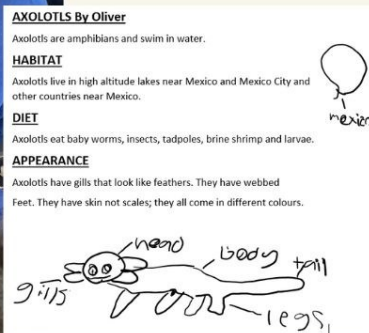 AXOLOTLS By Oliver
Axolotls are amphibians and swim in water.
HABITAT
Axolotls live in high altitude lakes near Mexico and Mexico City and
other countries near Mexico.
DIET
Axolotls eat baby worms, insects, tadpoles, brine shrimp and larvae.
APPEARANCE
Axolotls have gills that look like feathers. They have webbed
Feet. They have skin not scales; they all come in different colours.
head
body
tail
gills
legs